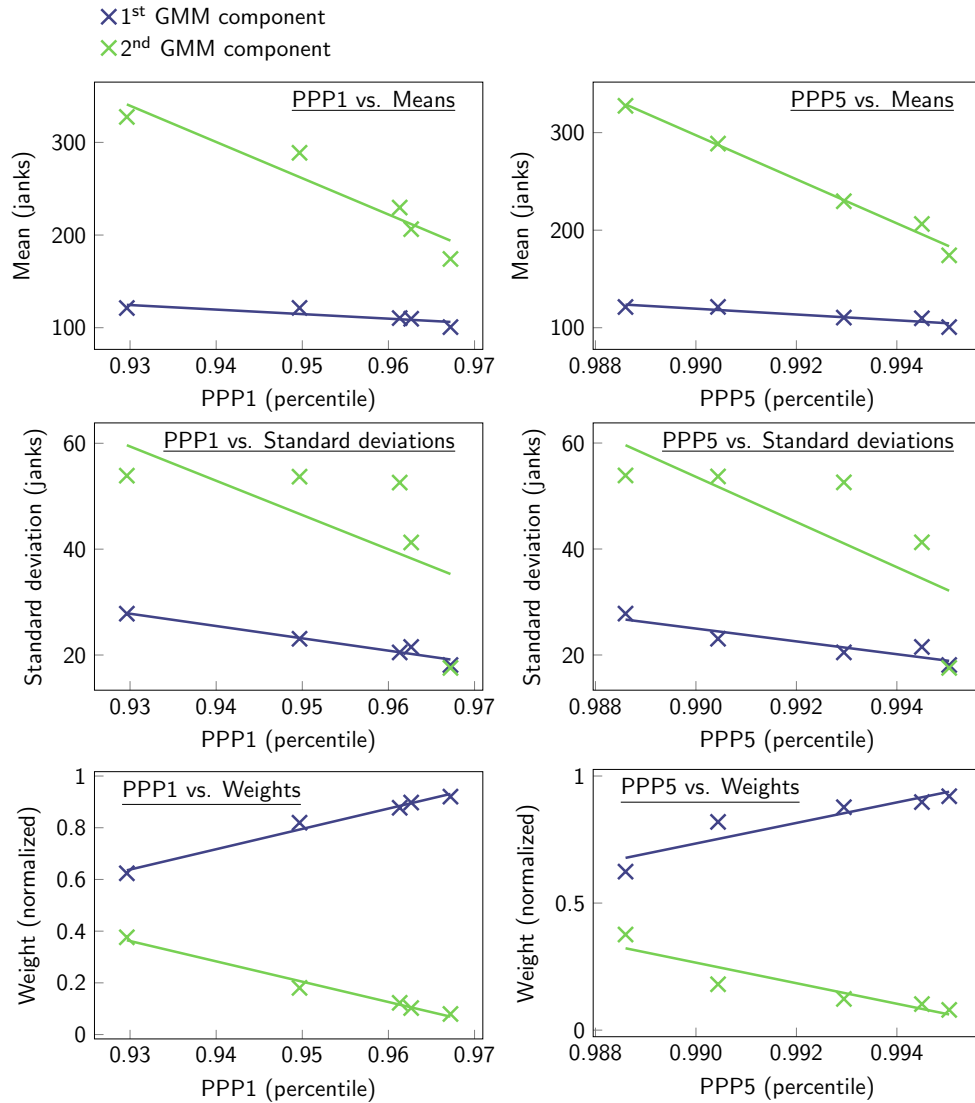 1st GMM component
2nd GMM component
PPP1 vs. Means
Mean (janks)
300
200
100
0.93 0.94 0.95 0.96 0.97
PPP1 (percentile)
PPP5 vs. Means
Mean (janks)
300
200
100
0.988 0.990 0.992 0.994
PPP5 (percentile)
PPP1 vs. Standard deviations
Standard deviation (janks)
60
40
20
0.93 0.94 0.95 0.96 0.97
PPP1 (percentile)
PPP5 vs. Standard deviations
Standard deviation (janks)
60
40
20
0.988 0.990 0.992 0.994
PPP5 (percentile)
PPP1 vs. Weights
Weight (normalized)
1
0.8
0.6
0.4
0.2
0
0.93 0.94 0.95 0.96 0.97
PPP1 (percentile)
PPP5 vs. Weights
Weight (normalized)
1
0.5
0
0.988 0.990 0.992 0.994
PPP5 (percentile)